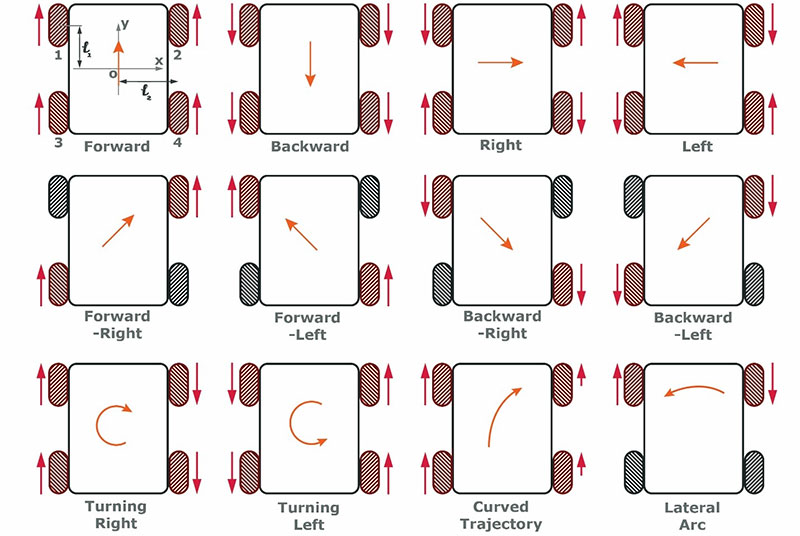 y
1
ℓ₁
2
x
o
ℓ₂
3
4
Forward
Backward
Right
Left
Forward
-Right
Forward
-Left
Backward
-Right
Backward
-Left
Turning
Right
Turning
Left
Curved
Trajectory
Lateral
Arc